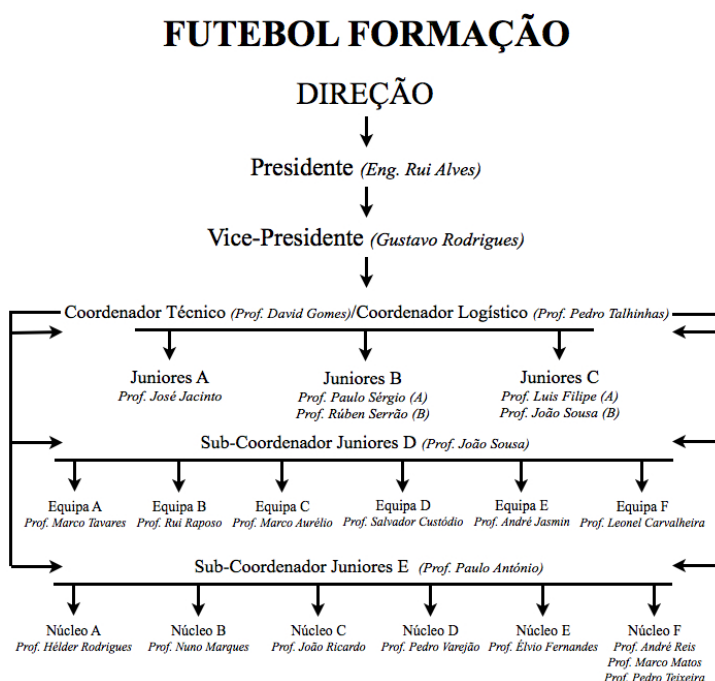 FUTEBOL FORMAÇÃO
DIREÇÃO
Presidente (Eng. Rui Alves)
Vice-Presidente (Gustavo Rodrigues)
Coordenador Técnico (Prof. David Gomes)/Coordenador Logístico (Prof. Pedro Talhinhas)
Juniores A
Prof. José Jacinto
Juniores B
Prof. Paulo Sérgio (A)
Prof. Rúben Serrão (B)
Juniores C
Prof. Luis Filipe (A)
Prof. João Sousa (B)
Sub-Coordenador Juniores D (Prof. João Sousa)
Equipa A
Prof. Marco Tavares
Equipa B
Prof. Rui Raposo
Equipa C
Prof. Marco Aurélio
Equipa D
Prof. Salvador Custódio
Equipa E
Prof. André Jasmin
Equipa F
Prof. Leonel Carvalheira
Sub-Coordenador Juniores E (Prof. Paulo António)
Núcleo A
Prof. Hélder Rodrigues
Núcleo B
Prof. Nuno Marques
Núcleo C
Prof. João Ricardo
Núcleo D
Prof. Pedro Varejão
Núcleo E
Prof. Élvio Fernandes
Núcleo F
Prof. André Reis
Prof. Marco Matos
Prof. Pedro Teixeira